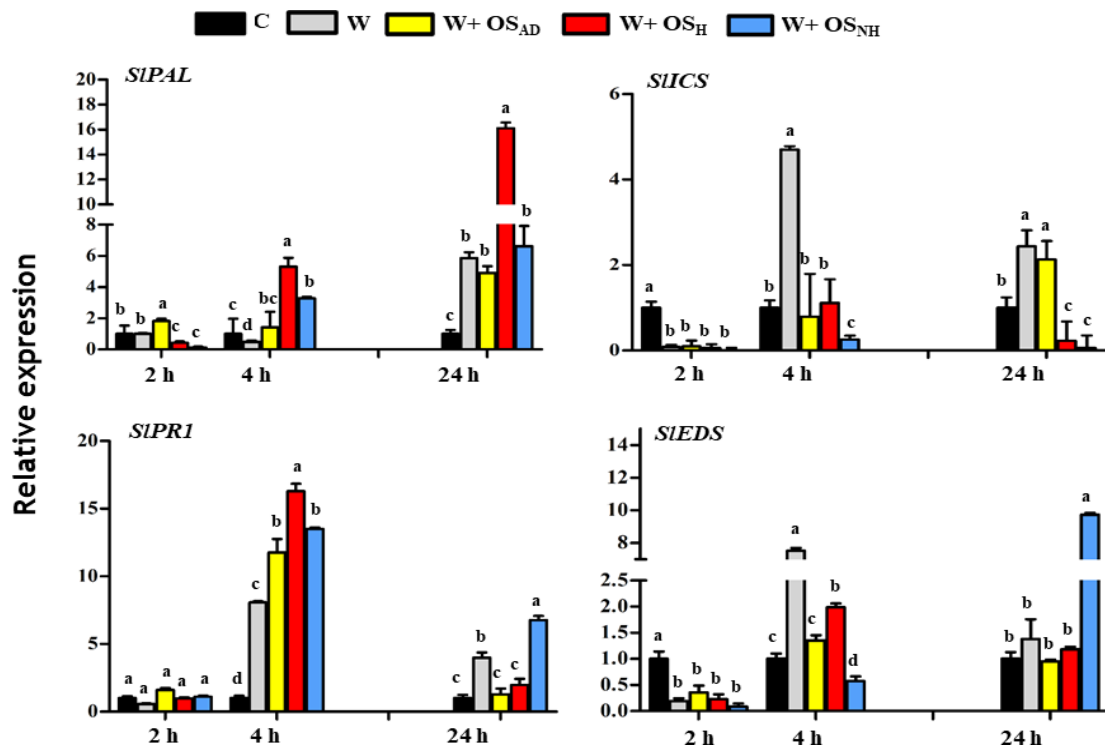 C W W+ OSAD W+ OSH W+ OSNH
Relative expression
SlPAL
20
18
16
14
12
10
8
6
4
2
0
b b a c c
c d bc a b
c b b a b
2 h 4 h 24 h
SlICS
6
4
2
0
a b b b b
b a b b c
b a a c c
2 h 4 h 24 h
SlPR1
20
15
10
5
0
a a a a a
d c b a b
c b c c a
2 h 4 h 24 h
SlEDS
14
12
10
8
2.5
2.0
1.5
1.0
0.5
0.0
a b b b b
c a c b d
b b b b a
2 h 4 h 24 h